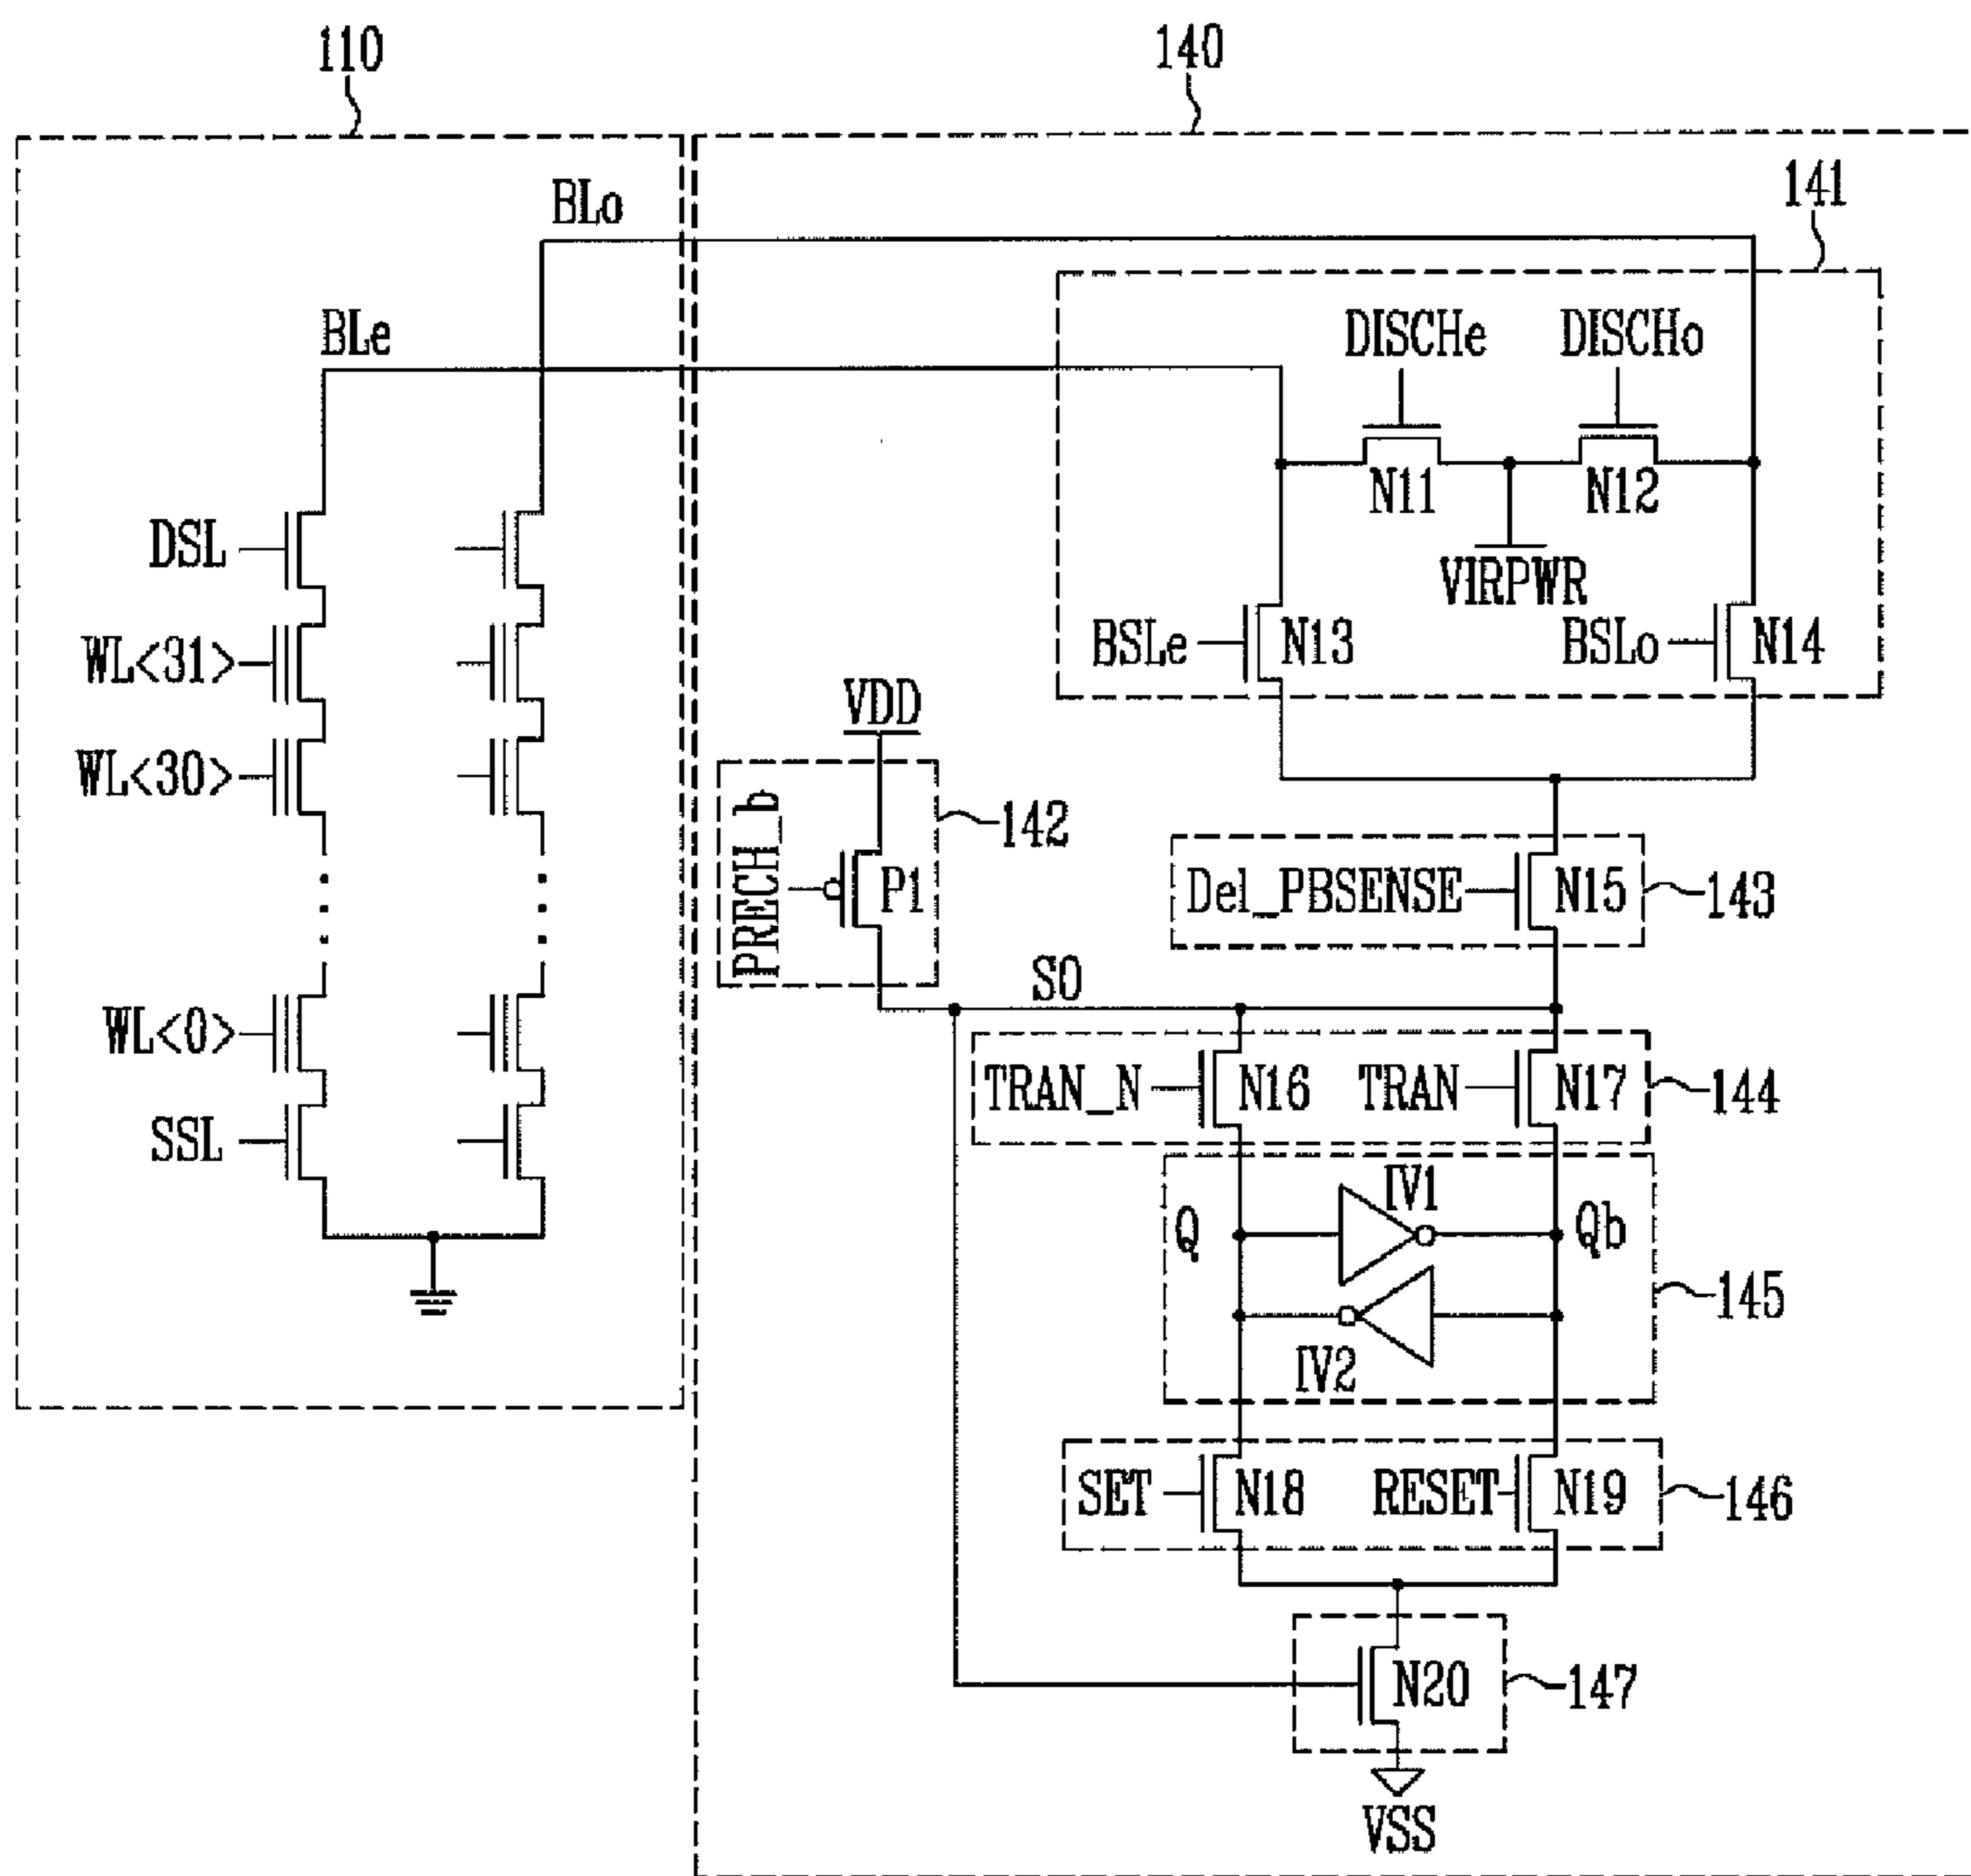 110
140
141
BLo
BLe
DISCHe
DISCHo
N11
N12
VIRPWR
DSL
BSLe
N13
BSLo
N14
WL<31>
WL<30>
VDD
PRECH_b
P1
142
Del_PBSENSE
N15
143
SO
WL<0>
TRAN_N
N16
TRAN
N17
144
SSL
IV1
Q
Qb
145
IV2
SET
N18
RESET
N19
146
N20
147
VSS